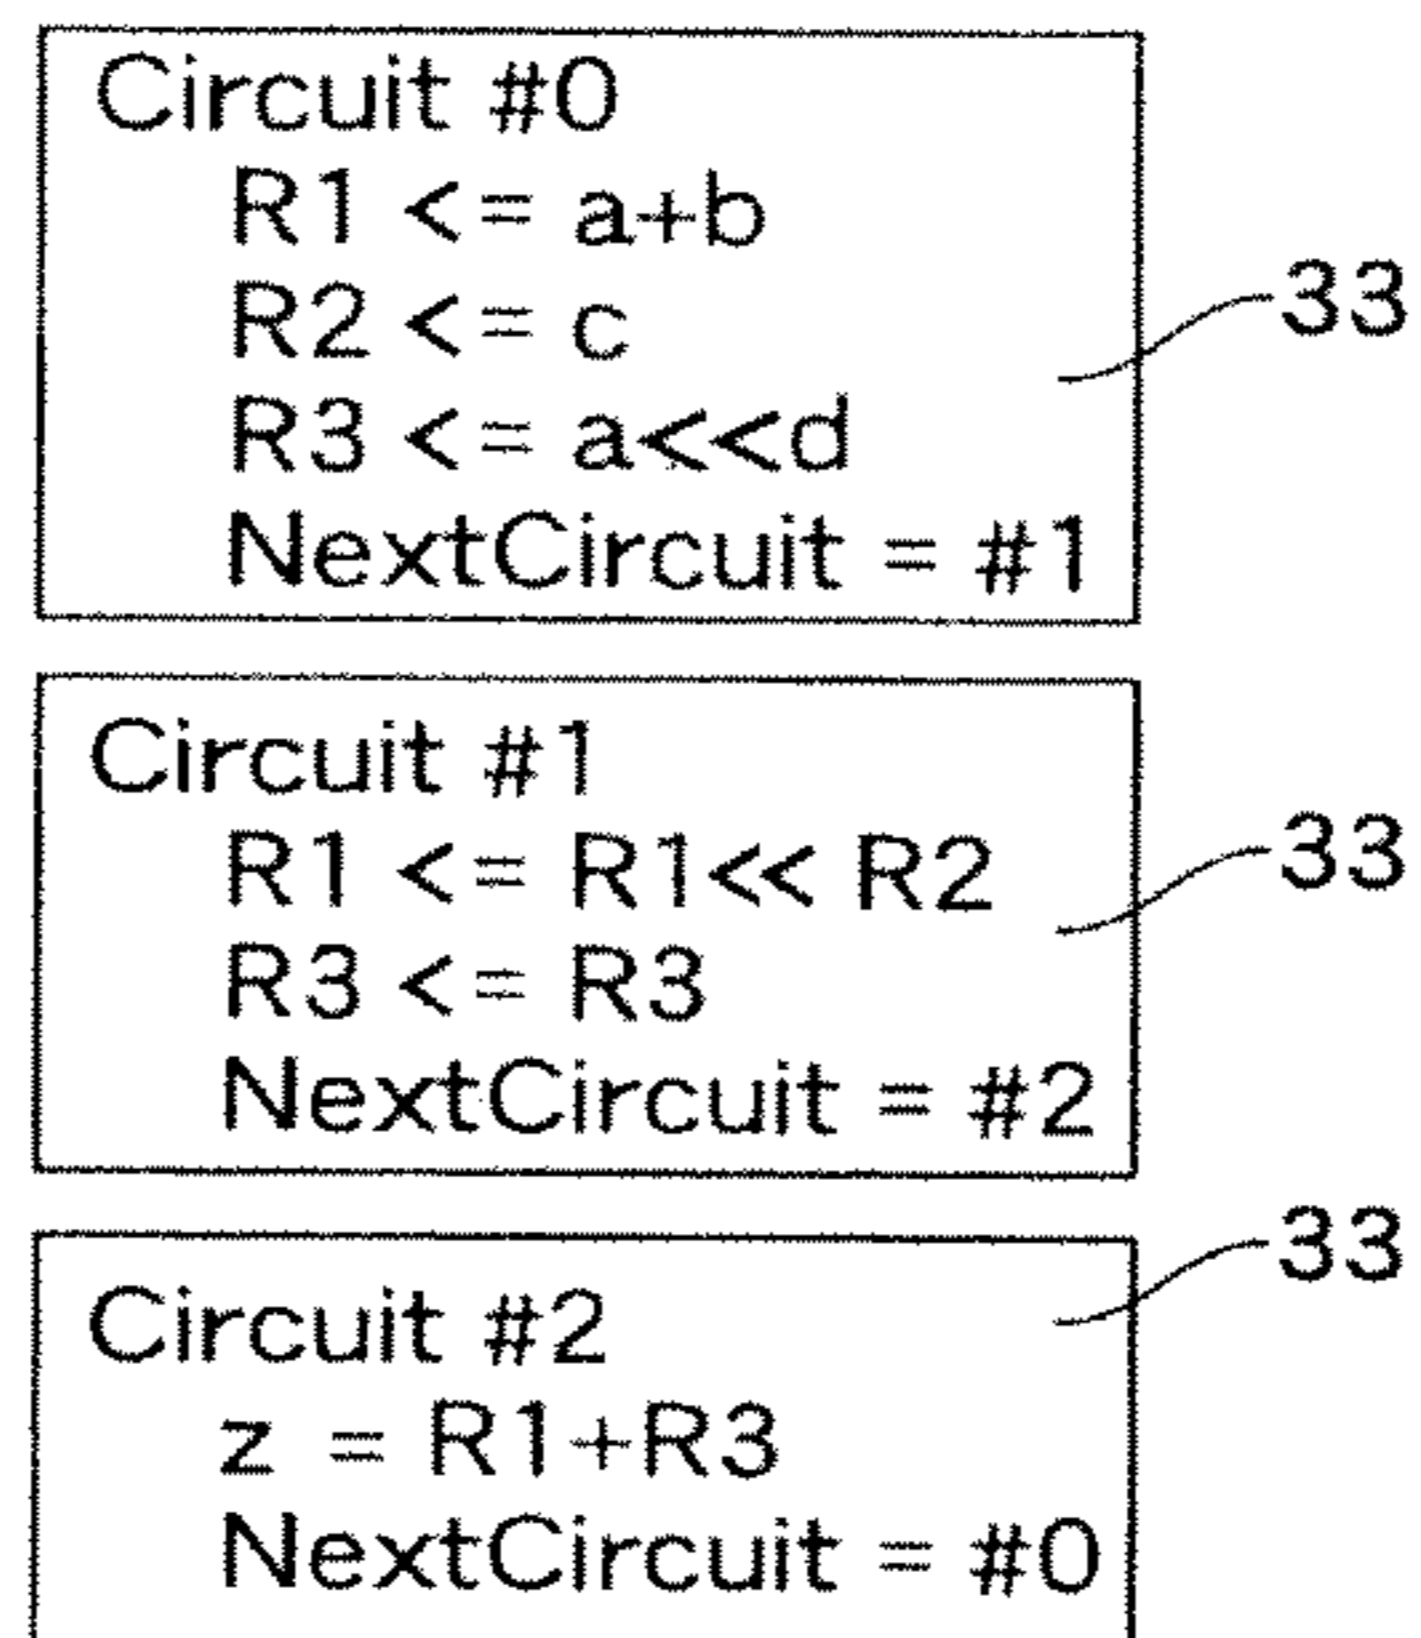 Circuit #0
R1 <= a+b
R2 <= c
R3 <= a<<d
NextCircuit = #1
33
Circuit #1
R1 <= R1<< R2
R3 <= R3
NextCircuit = #2
33
Circuit #2
z = R1+R3
NextCircuit = #0
33